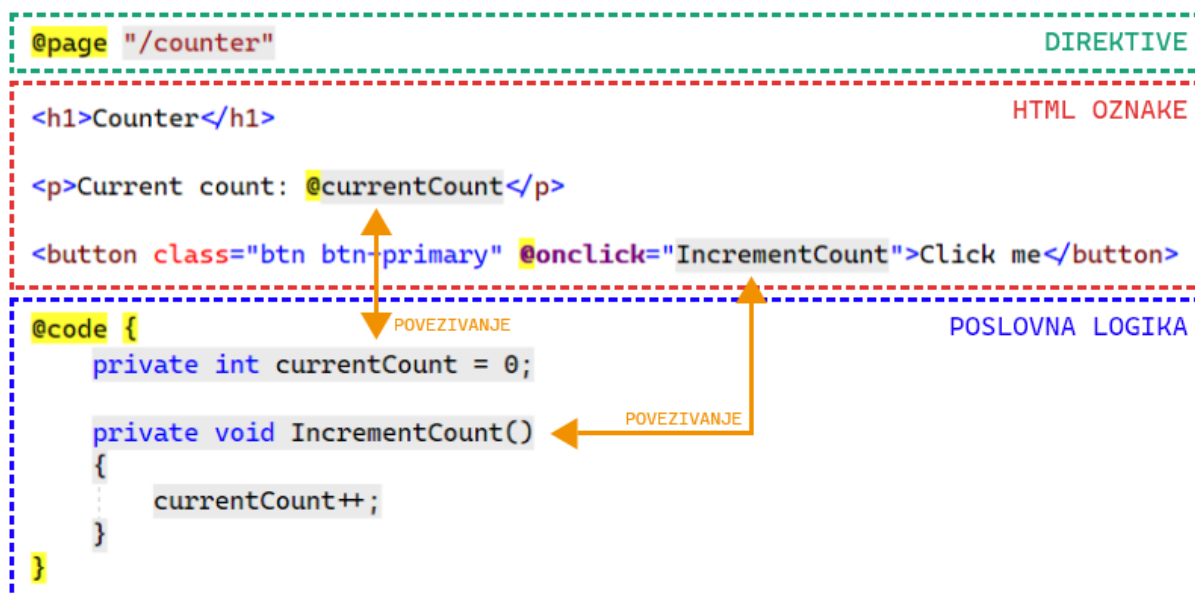 @page "/counter"
DIREKTIVE
HTML OZNAKE
<h1>Counter</h1>
<p>Current count: @currentCount</p>
<button class="btn btn-primary" @onclick="IncrementCount">Click me</button>
@code {
POVEZIVANJE
POSLOVNA LOGIKA
private int currentCount = 0;
POVEZIVANJE
private void IncrementCount()
{
currentCount++;
}
}